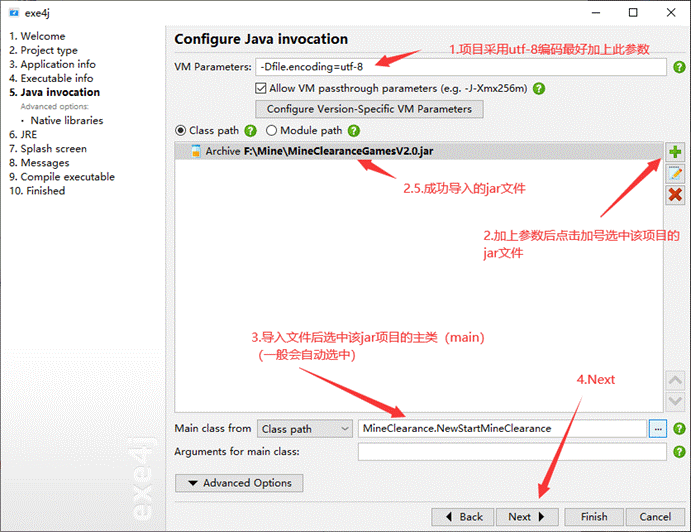 exe4j
1. Welcome
2. Project type
3. Application info
4. Executable info
5. Java invocation
Advanced options:
• Native libraries
6. JRE
7. Splash screen
8. Messages
9. Compile executable
10. Finished
exe4j
Configure Java invocation
1.项目采用utf-8编码最好加上此参数
VM Parameters: -Dfile.encoding=utf-8
Allow VM passthrough parameters (e.g. -J-Xmx256m)
Configure Version-Specific VM Parameters
Class path Module path
Archive F:\Mine\MineClearanceGamesV2.0.jar
2.5.成功导入的jar文件
2.加上参数后点击加号选中该项目的
jar文件
3.导入文件后选中该jar项目的主类（main）
（一般会自动选中）
4.Next
Main class from Class path MineClearance.NewStartMineClearance ...
Arguments for main class:
Advanced Options
Back Next Finish Cancel